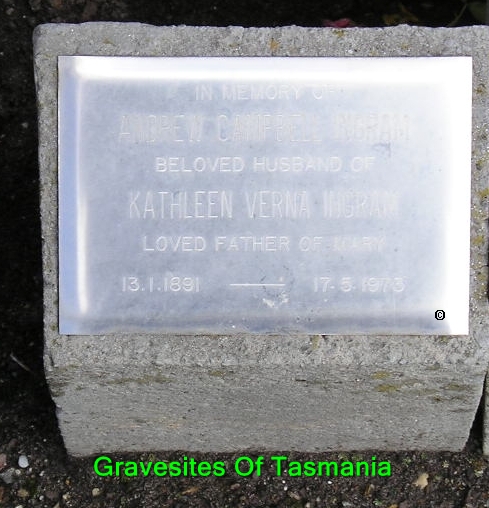 IN MEMORY OF
ANDREW CAMPBELL INGRAM
BELOVED HUSBAND OF
KATHLEEN VERNA INGRAM
LOVED FATHER OF MARY
13.1.1891 — 17.5.1973
©
Gravesites Of Tasmania